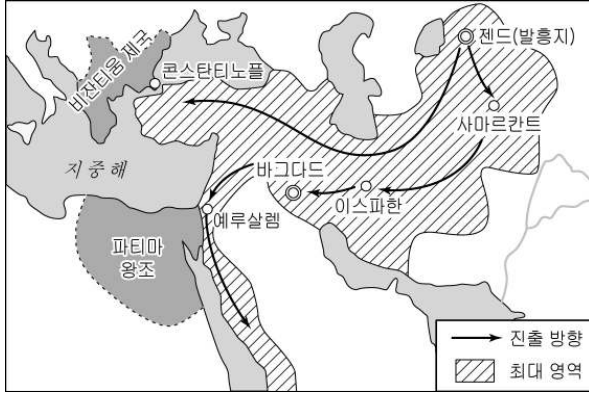 젠드(발흥지)
비잔티움 제국
콘스탄티노플
사마르칸트
지중해
바그다드
이스파한
예루살렘
파티마
왕조
진출 방향
최대 영역